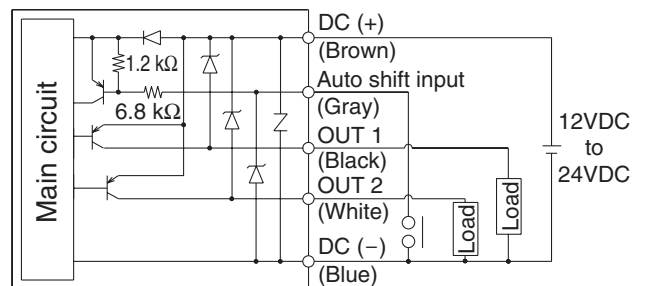 Main circuit
1.2 kΩ
6.8 kΩ
DC (+)
(Brown)
Auto shift input
(Gray)
OUT 1
(Black)
OUT 2
(White)
DC (−)
(Blue)
Load
Load
12VDC
to
24VDC